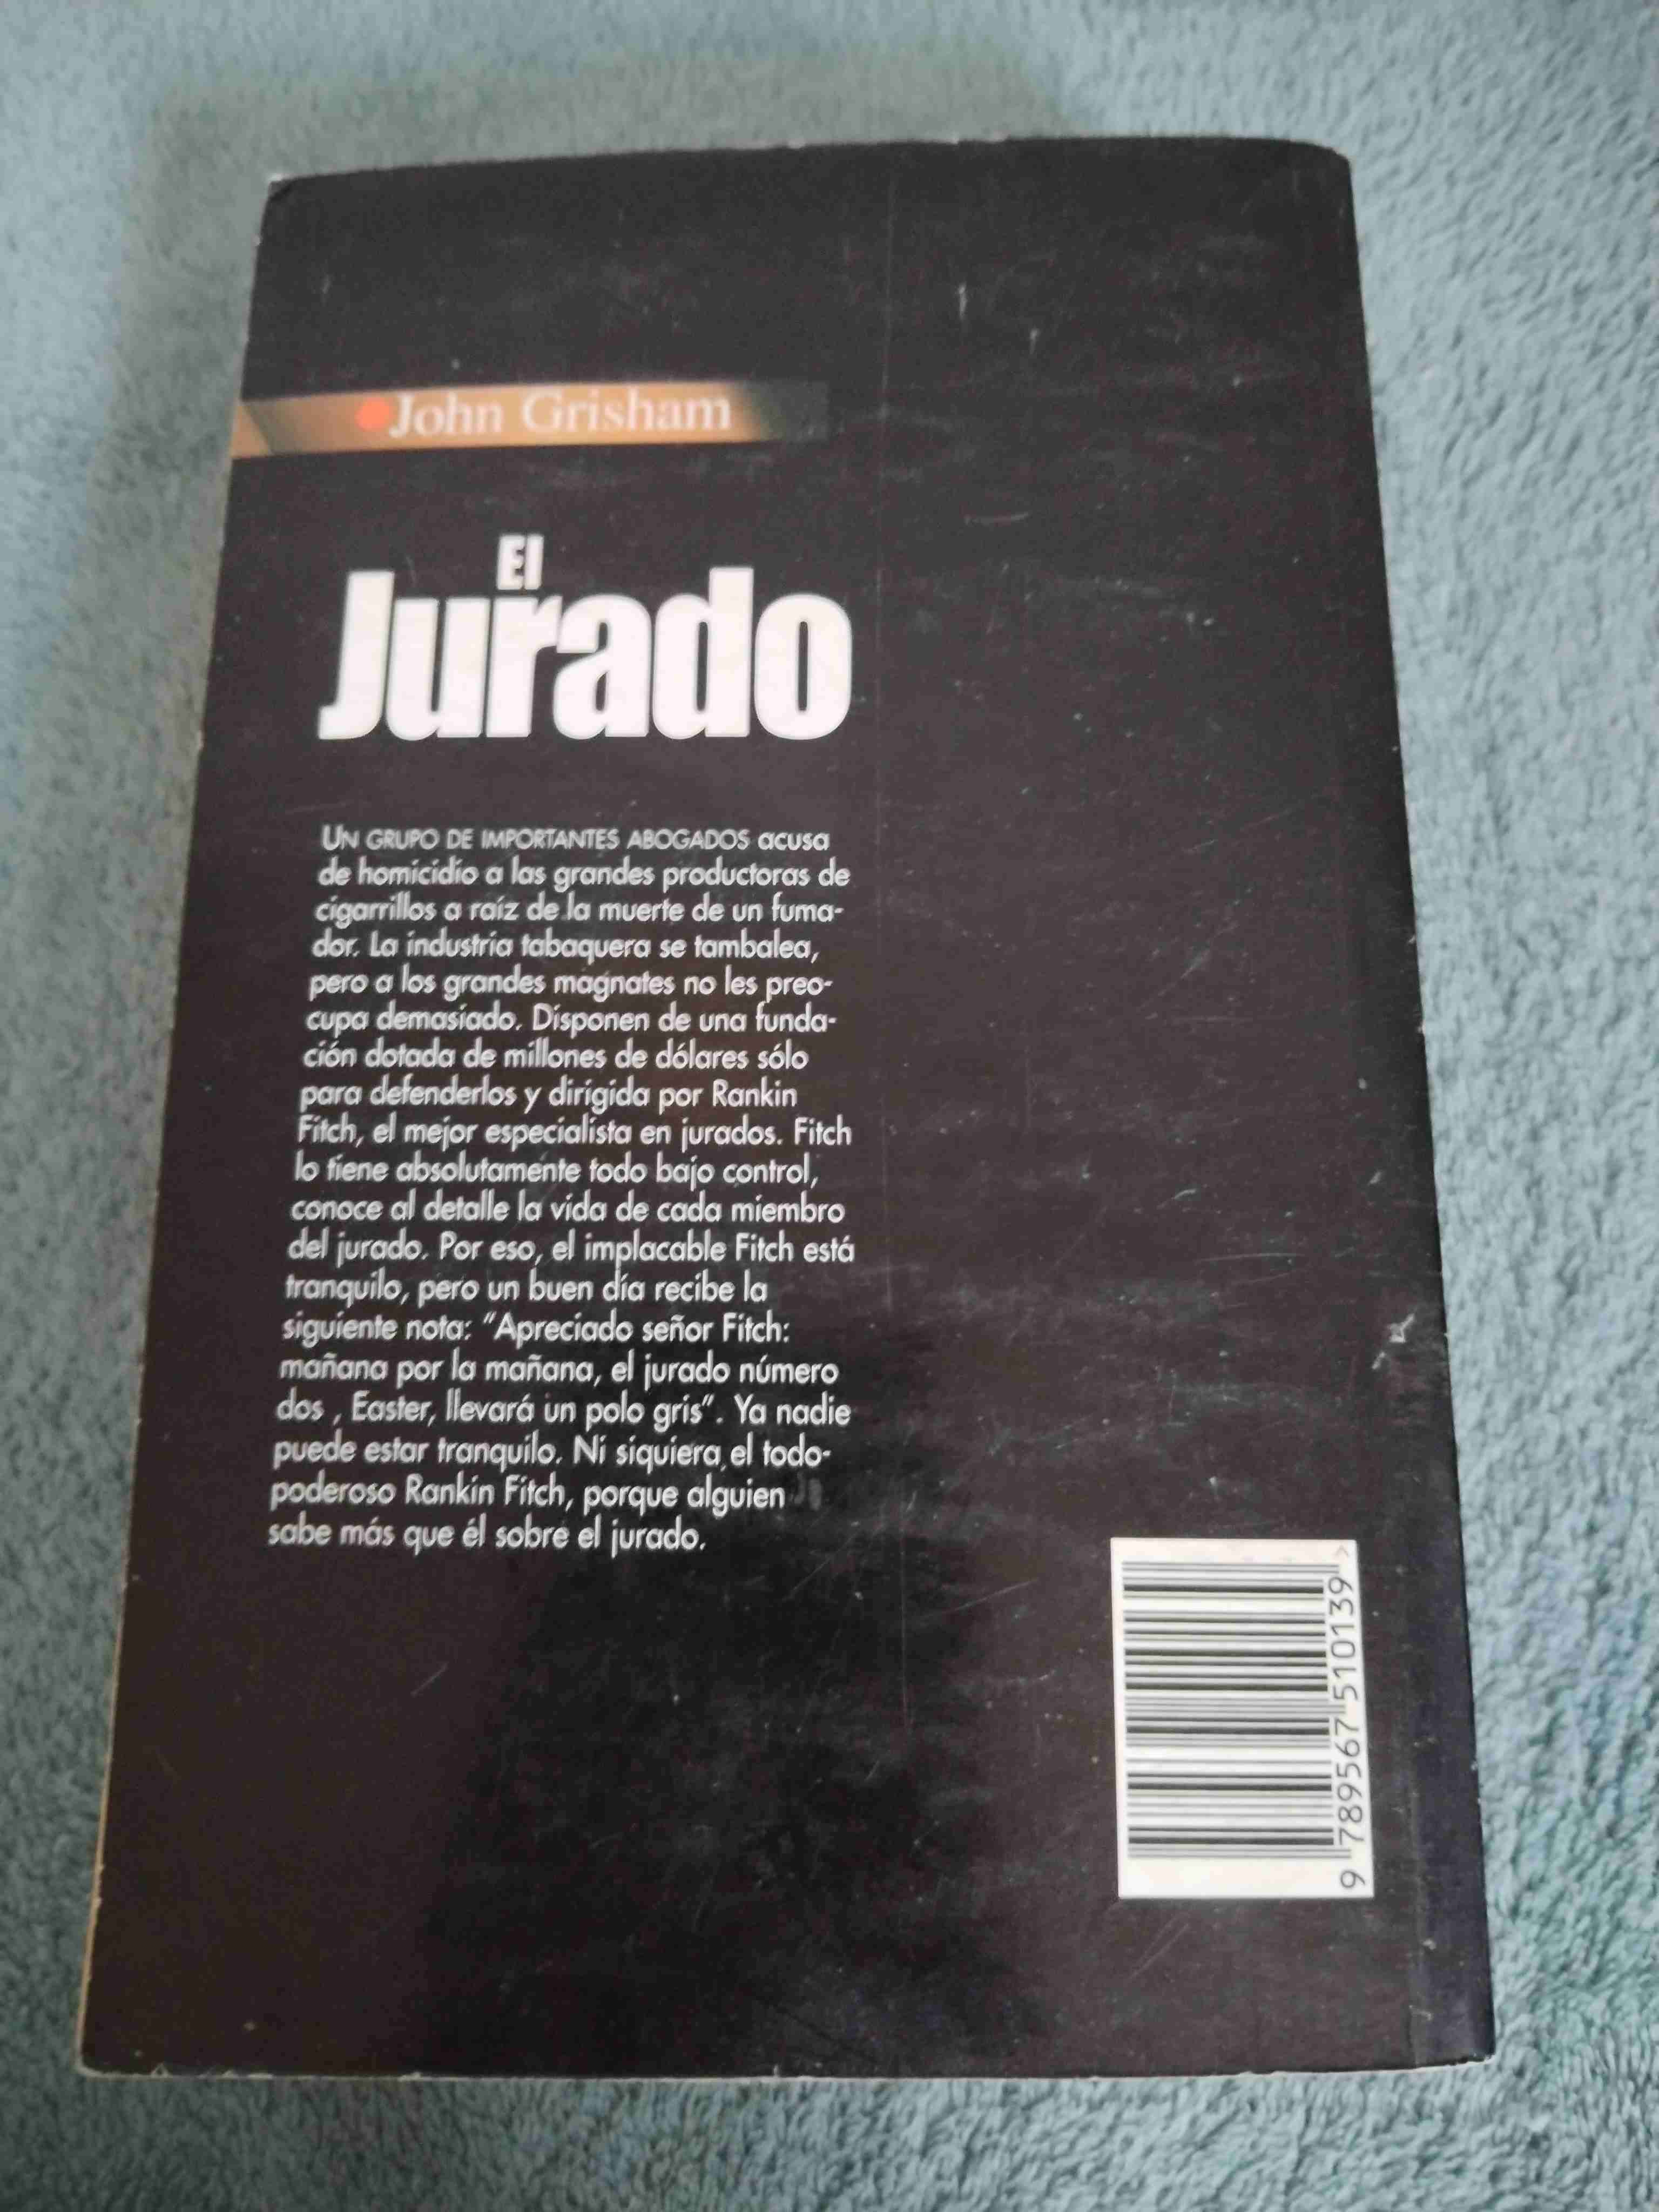 John Grisham
El
Jurado
UN GRUPO DE IMPORTANTES ABOGADOS acusa
de homicidio a las grandes productoras de
cigarrillos a raíz de la muerte de un fuma-
dor. La industria tabaquera se tambalea,
pero a los grandes magnates no les preo-
cupa demasiado. Disponen de una funda-
ción dotada de millones de dólares sólo
para defenderlos y dirigida por Rankin
Fitch, el mejor especialista en jurados. Fitch
lo tiene absolutamente todo bajo control,
conoce al detalle la vida de cada miembro
del jurado. Por eso, el implacable Fitch está
tranquilo, pero un buen día recibe la
siguiente nota: "Apreciado señor Fitch:
mañana por la mañana, el jurado número
dos , Easter, llevará un polo gris". Ya nadie
puede estar tranquilo. Ni siquiera el todo-
poderoso Rankin Fitch, porque alguien
sabe más que él sobre el jurado.
9 789567 510139 >